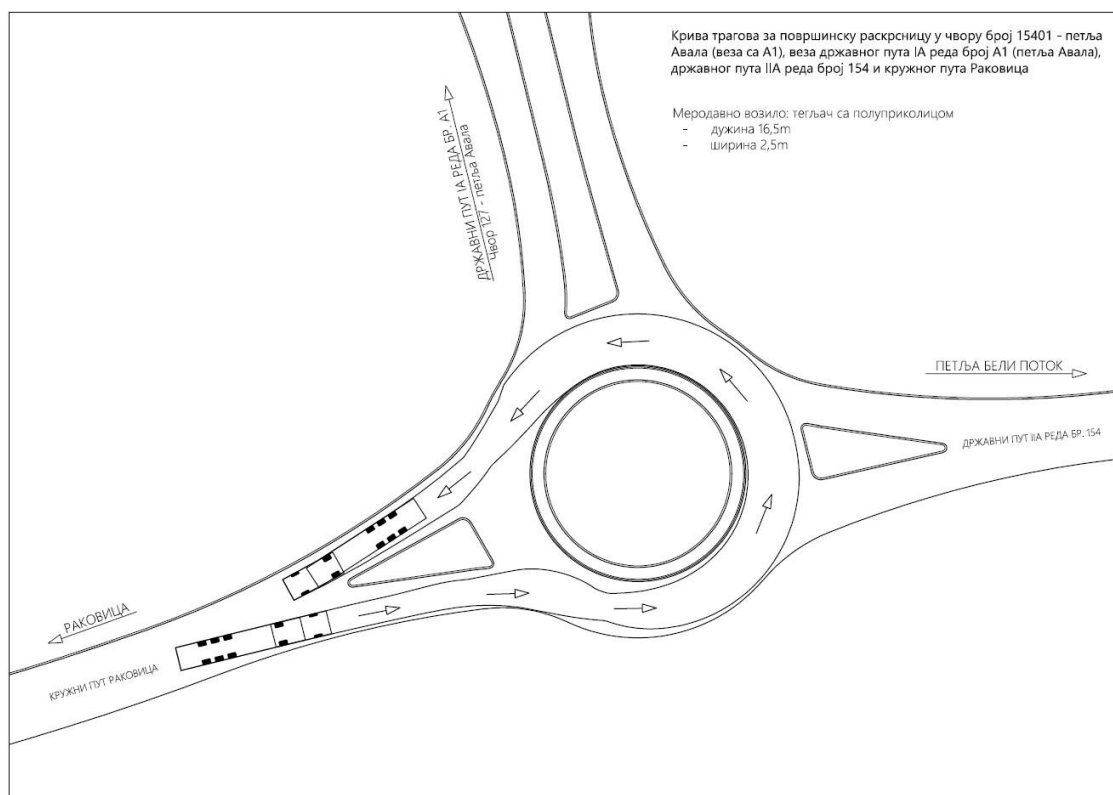 Крива трагова за површинску раскрсницу у чвору број 15401 - петља
Авала (веза са А1), веза државног пута IА реда број А1 (петља Авала),
државног пута IIА реда број 154 и кружног пута Раковица
Меродавно возило: тегљач са полуприколицом
- дужина 16,5m
- ширина 2,5m
ДРЖАВНИ ПУТ IА РЕДА БР. А1
Чвор 127 - петља Авала
ПЕТЉА БЕЛИ ПОТОК
ДРЖАВНИ ПУТ IIА РЕДА БР. 154
РАКОВИЦА
КРУЖНИ ПУТ РАКОВИЦА